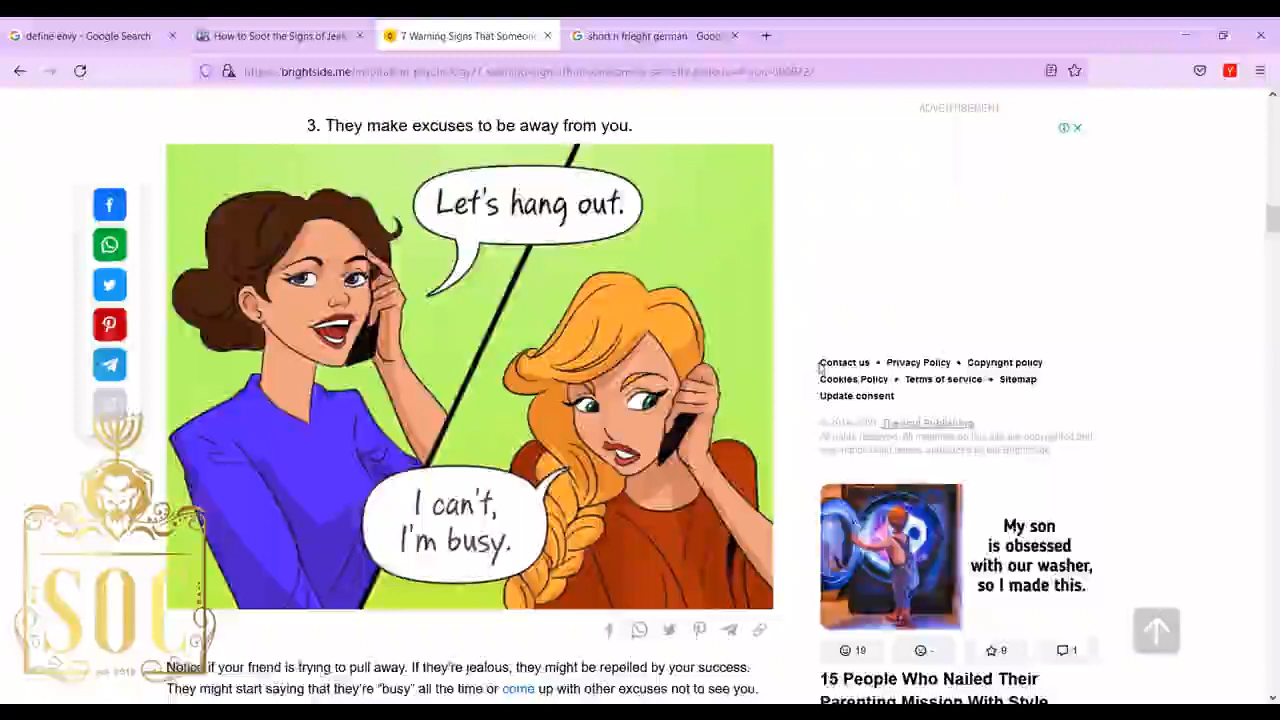 define envy - Google Search
How to Spot the Signs of Jeal
7 Warning Signs That Someone
short n frieght german Goo
3. They make excuses to be away from you.
ADVERTISEMENT
Let's hang out.
I can't,
I'm busy.
Contact us • Privacy Policy • Copyright policy
Cookies Policy • Terms of service • Sitemap
Update consent
TheSoul Publishing
My son
is obsessed
with our washer,
so I made this.
19
9
1
15 People Who Nailed Their
Parenting Mission With Style
SOC
Notice if your friend is trying to pull away. If they're jealous, they might be repelled by your success.
They might start saying that they're "busy" all the time or come up with other excuses not to see you.